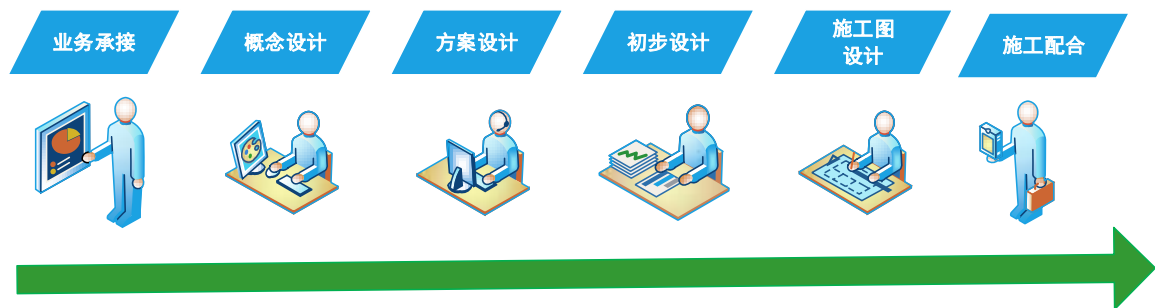 业务承接
概念设计
方案设计
初步设计
施工图
设计
施工配合